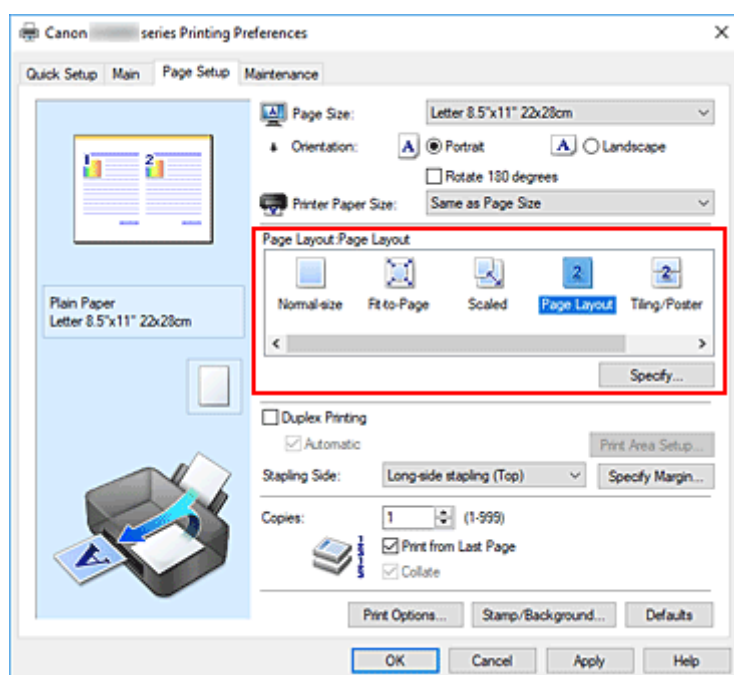 Canon series Printing Preferences
Quick Setup Main Page Setup Maintenance
1 2
Plain Paper
Letter 8.5"x11" 22x28cm
Page Size: Letter 8.5"x11" 22x28cm
Orientation: A Portrait A Landscape
Rotate 180 degrees
Printer Paper Size: Same as Page Size
Page Layout:Page Layout
2 2
Normal-size Fit-to-Page Scaled Page Layout Tiling/Poster
Specify...
Duplex Printing
Automatic Print Area Setup...
Stapling Side: Long-side stapling (Top) Specify Margin...
Copies: 1 (1-999)
Print from Last Page
Collate
A
Print Options... Stamp/Background... Defaults
OK Cancel Apply Help